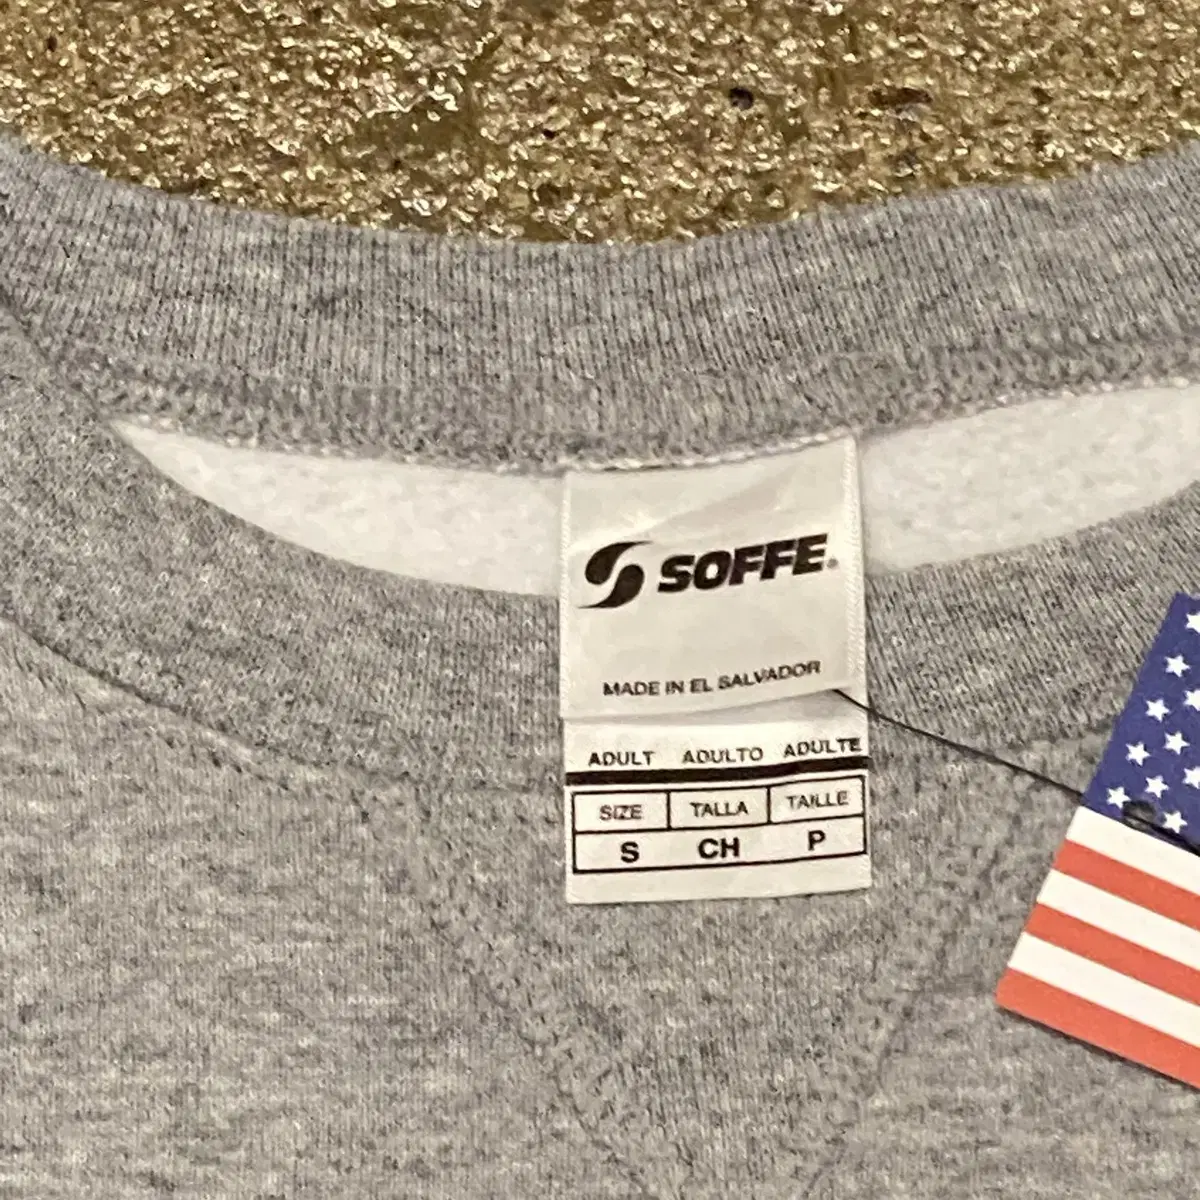 SOFFE®
MADE IN EL SALVADOR
ADULT ADULTO ADULTE
SIZE TALLA TAILLE
S CH P